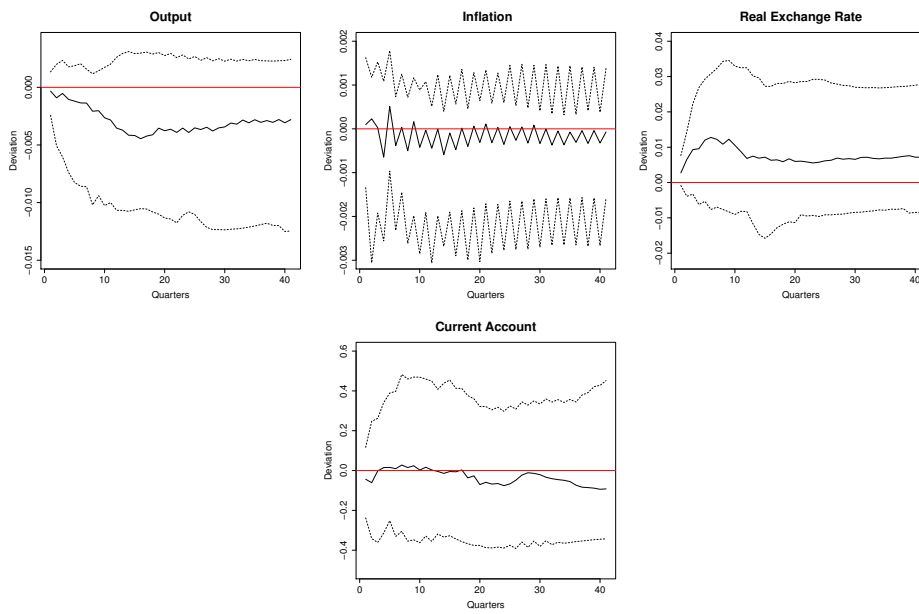 Output
Deviation
0.000
−0.005
−0.010
−0.015
0 10 20 30 40
Quarters
Inflation
Deviation
0.002
0.001
0.000
−0.001
−0.002
−0.003
0 10 20 30 40
Quarters
Real Exchange Rate
Deviation
0.04
0.03
0.02
0.01
0.00
−0.01
−0.02
0 10 20 30 40
Quarters
Current Account
Deviation
0.6
0.4
0.2
0.0
−0.2
−0.4
0 10 20 30 40
Quarters